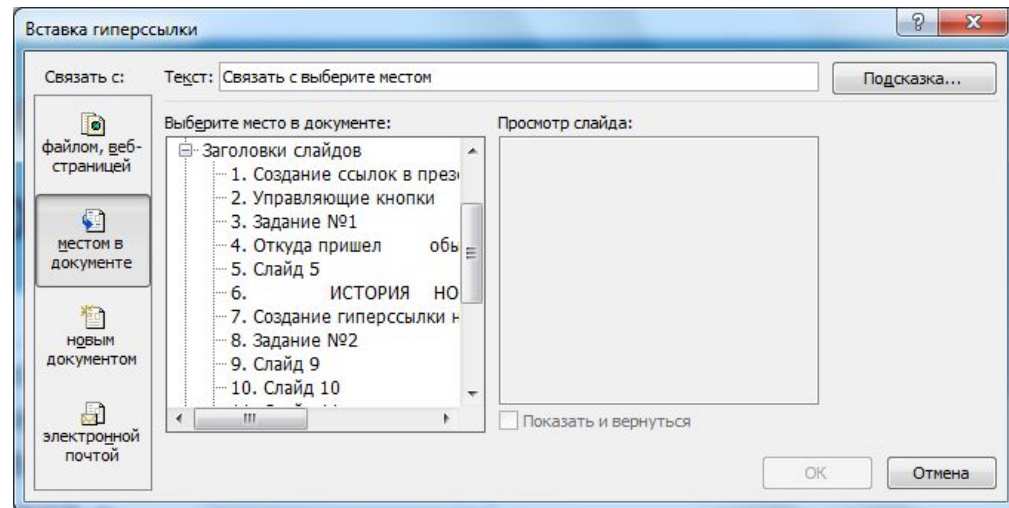 Вставка гиперссылки
Связать с:
Текст: Связать с выберите местом
Подсказка...
файлом, веб-
страницей
местом в
документе
новым
документом
электронной
почтой
Выберите место в документе:
Заголовки слайдов
1. Создание ссылок в през
2. Управляющие кнопки
3. Задание №1
4. Откуда пришел обы
5. Слайд 5
6. ИСТОРИЯ НО
7. Создание гиперссылки н
8. Задание №2
9. Слайд 9
10. Слайд 10
Просмотр слайда:
Показать и вернуться
ОК
Отмена